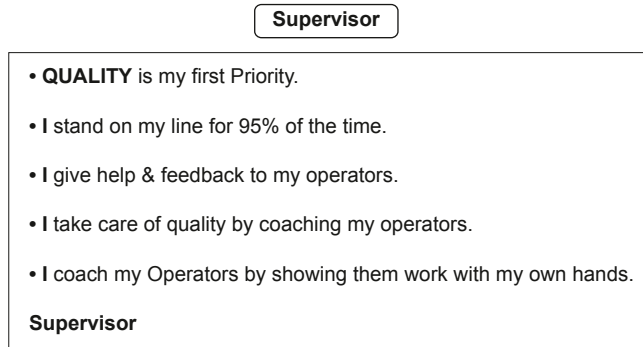 Supervisor
• QUALITY is my first Priority.
• I stand on my line for 95% of the time.
• I give help & feedback to my operators.
• I take care of quality by coaching my operators.
• I coach my Operators by showing them work with my own hands.
Supervisor